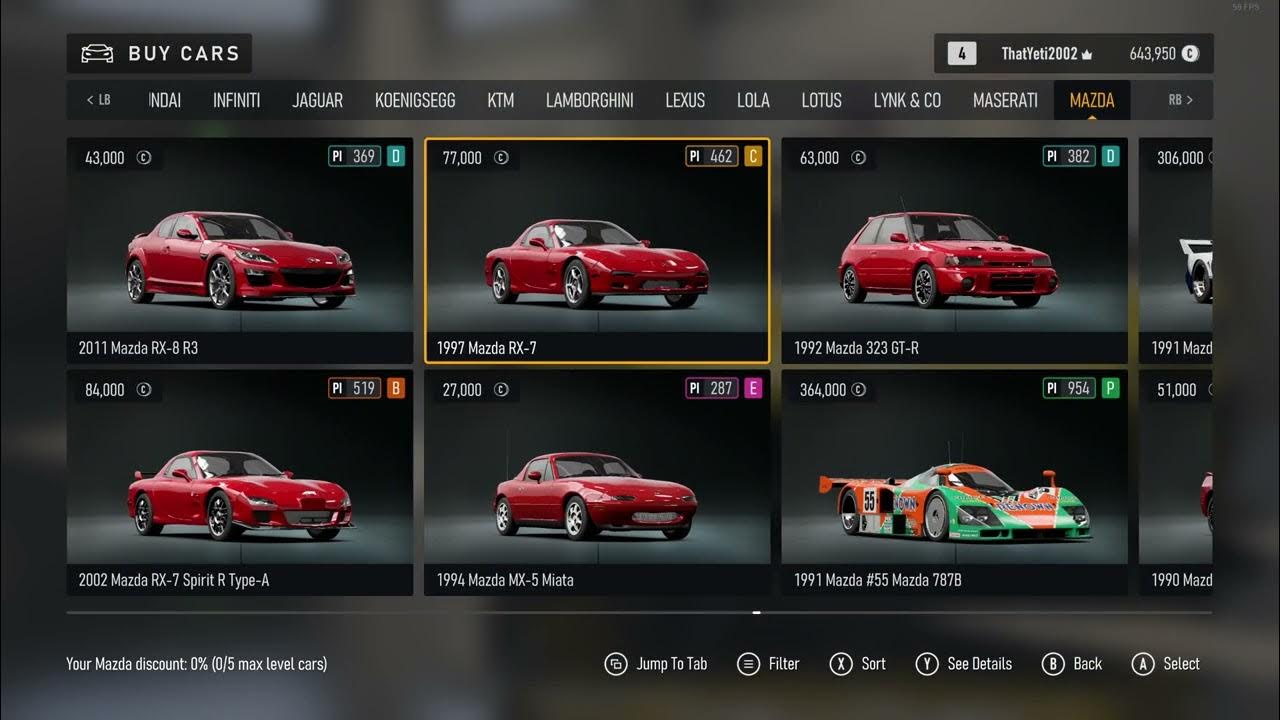 59 FPS
BUY CARS
4 ThatYeti2002 643,950 C
< LB NDAI INFINITI JAGUAR KOENIGSEGG KTM LAMBORGHINI LEXUS LOLA LOTUS LYNK & CO MASERATI MAZDA RB >
43,000 C PI 369 D
2011 Mazda RX-8 R3
77,000 C PI 462 C
1997 Mazda RX-7
63,000 C PI 382 D
1992 Mazda 323 GT-R
306,000
1991 Mazd
84,000 C PI 519 B
2002 Mazda RX-7 Spirit R Type-A
27,000 C PI 287 E
1994 Mazda MX-5 Miata
364,000 C PI 954 P
55
RENOWN
1991 Mazda #55 Mazda 787B
51,000
1990 Mazd
Your Mazda discount: 0% (0/5 max level cars)
Jump To Tab Filter X Sort Y See Details B Back A Select